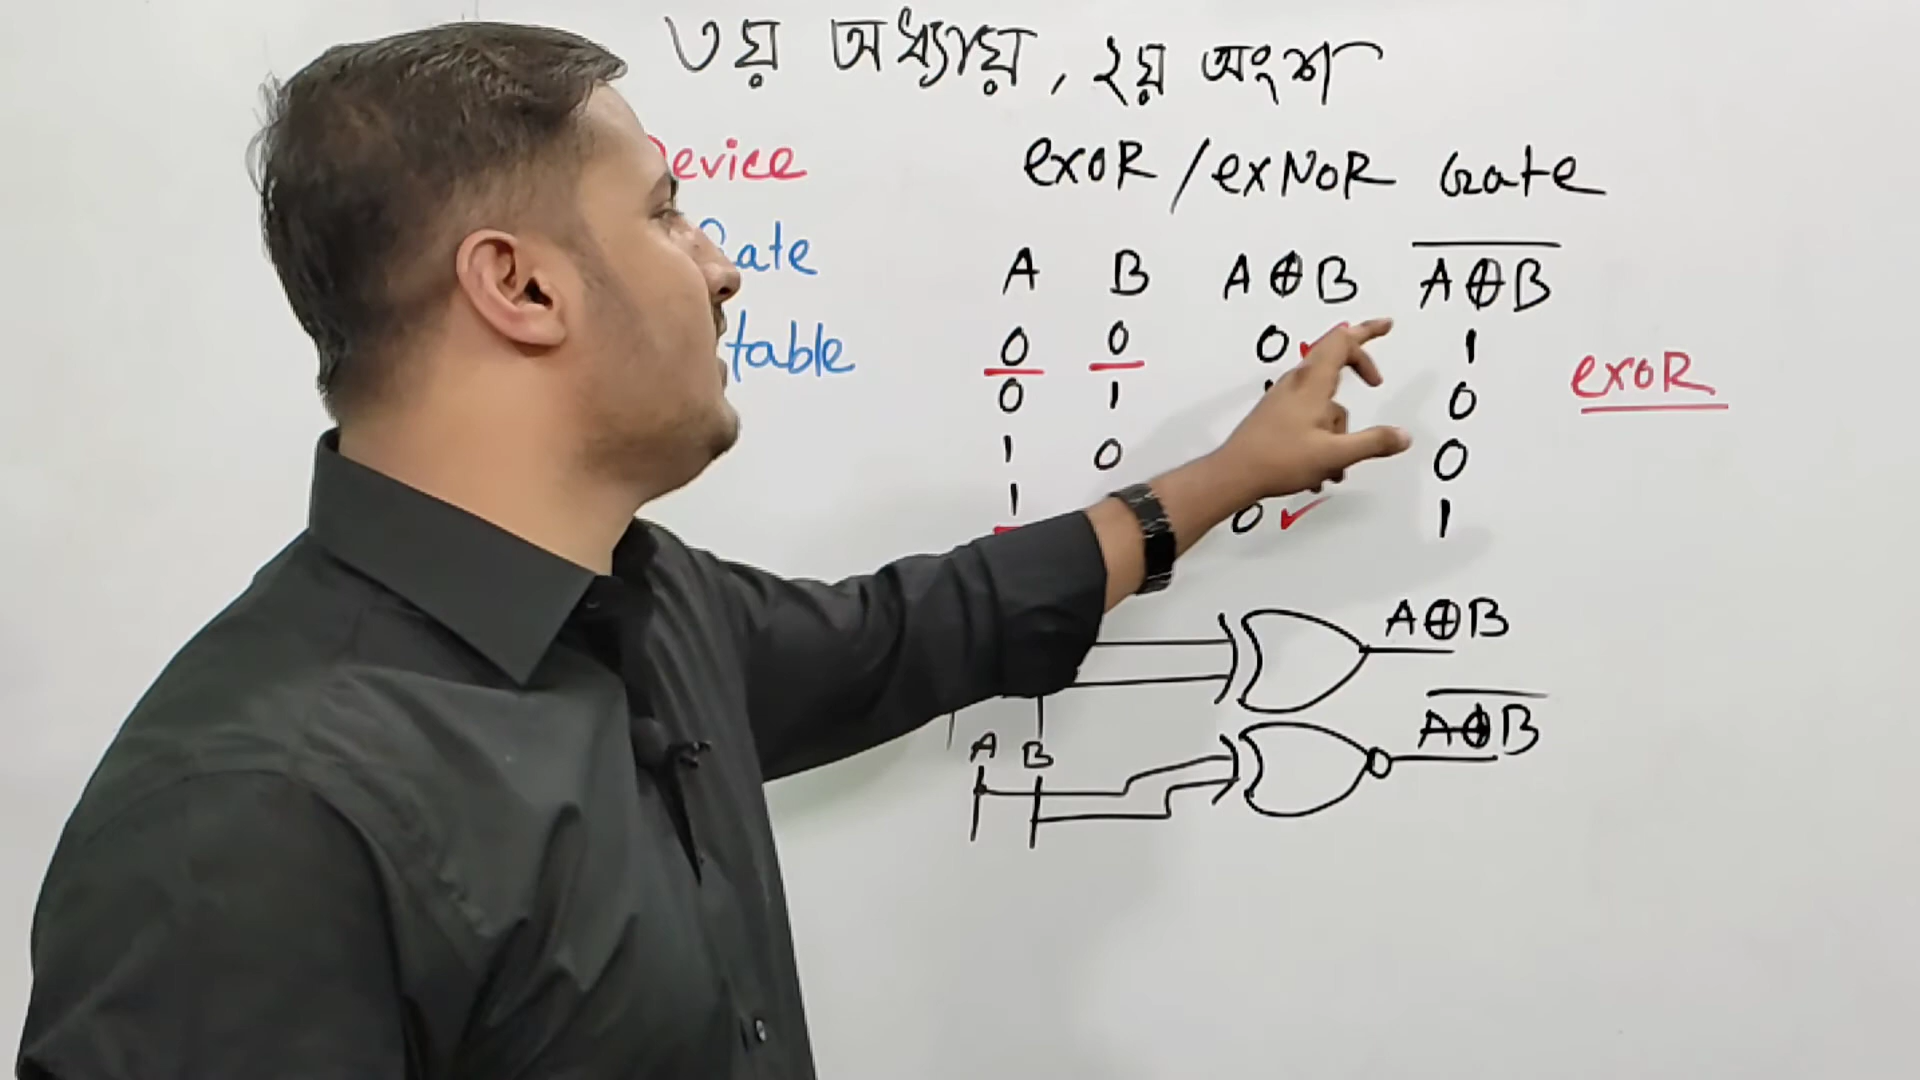 ৩য় অধ্যায়, ২য় অংশ
evice
ate
table
exoR / exNoR Gate
A B A ⊕ B A̅ ̅⊕̅ ̅B̅
0 0 0 ✓ 1
0 1 0
1 0 0
1 0 ✓ 1
exoR
A⊕B
A̅⊕̅B̅
A B